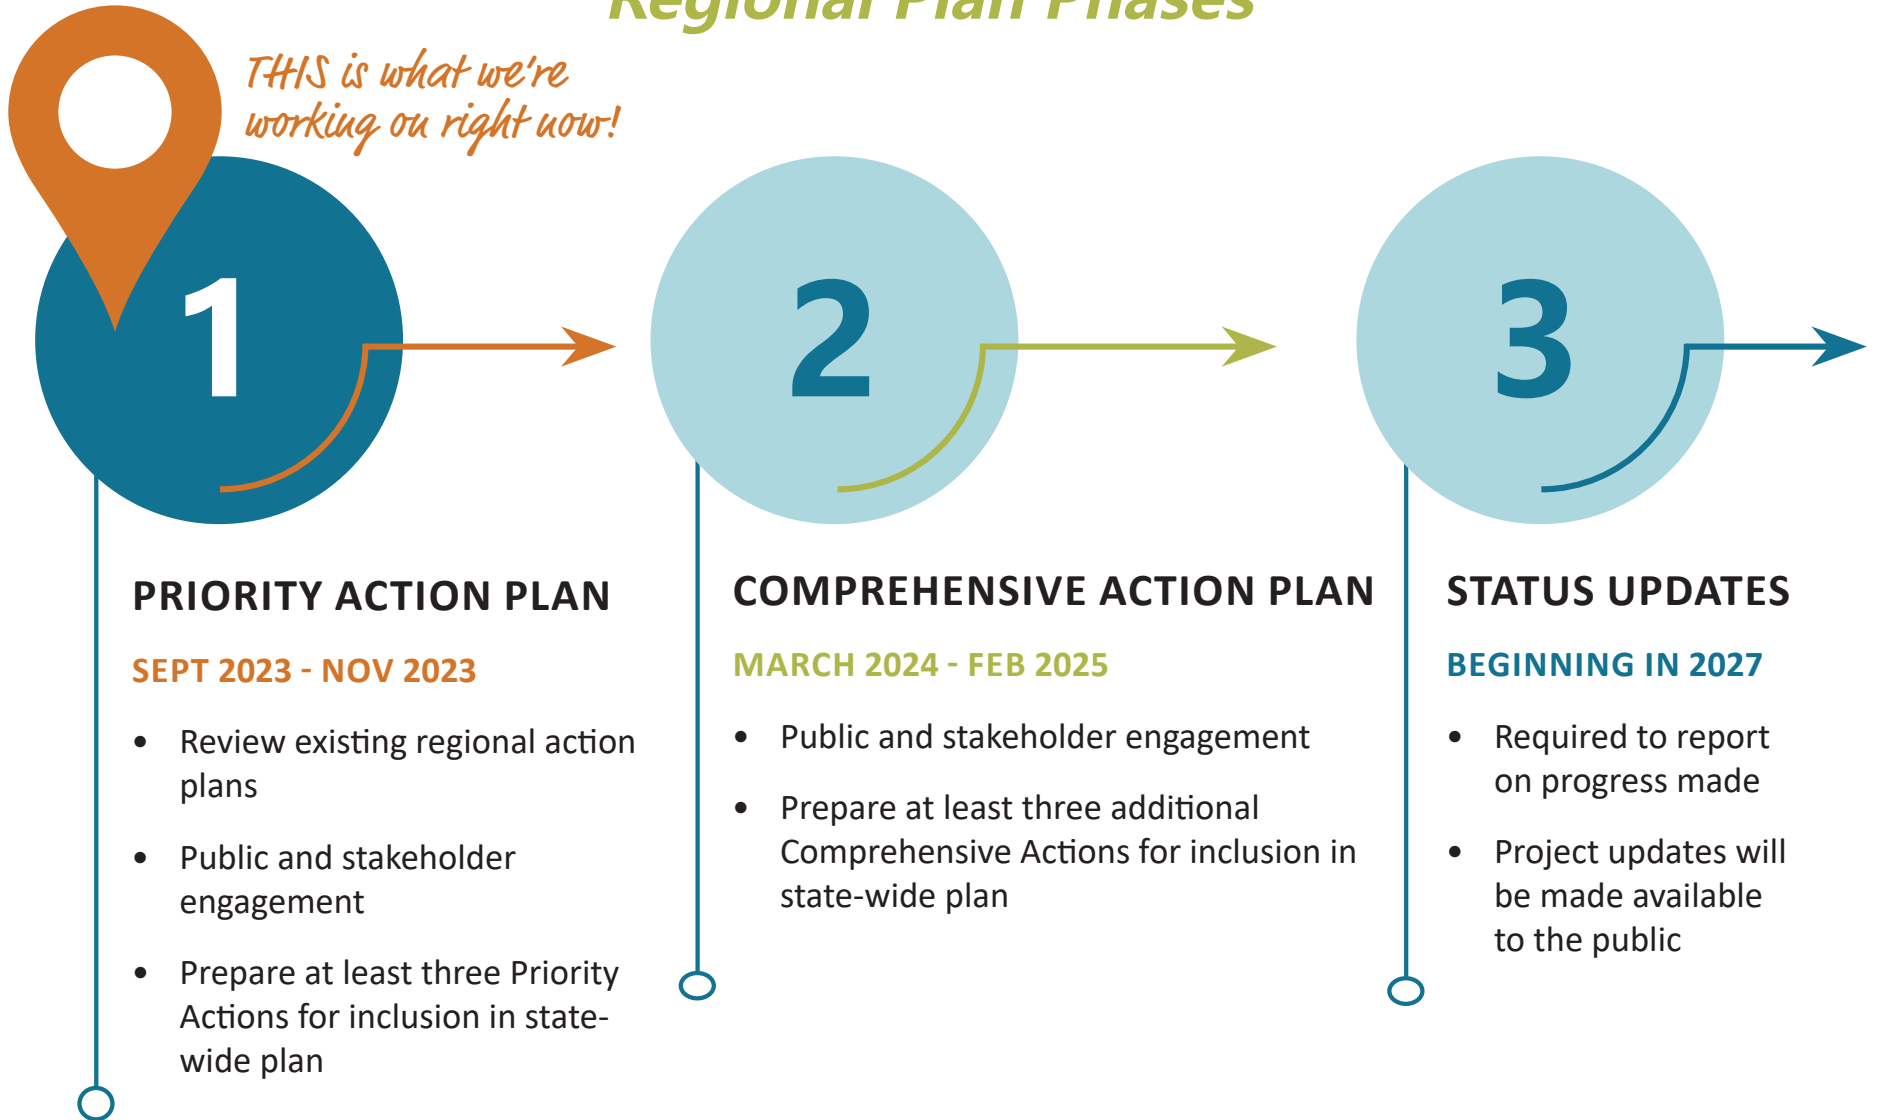 Regional Plan Phases
THIS is what we're
working on right now!
1
2
3
PRIORITY ACTION PLAN
SEPT 2023 - NOV 2023
• Review existing regional action
plans
• Public and stakeholder
engagement
• Prepare at least three Priority
Actions for inclusion in state-
wide plan
COMPREHENSIVE ACTION PLAN
MARCH 2024 - FEB 2025
• Public and stakeholder engagement
• Prepare at least three additional
Comprehensive Actions for inclusion in
state-wide plan
STATUS UPDATES
BEGINNING IN 2027
• Required to report
on progress made
• Project updates will
be made available
to the public